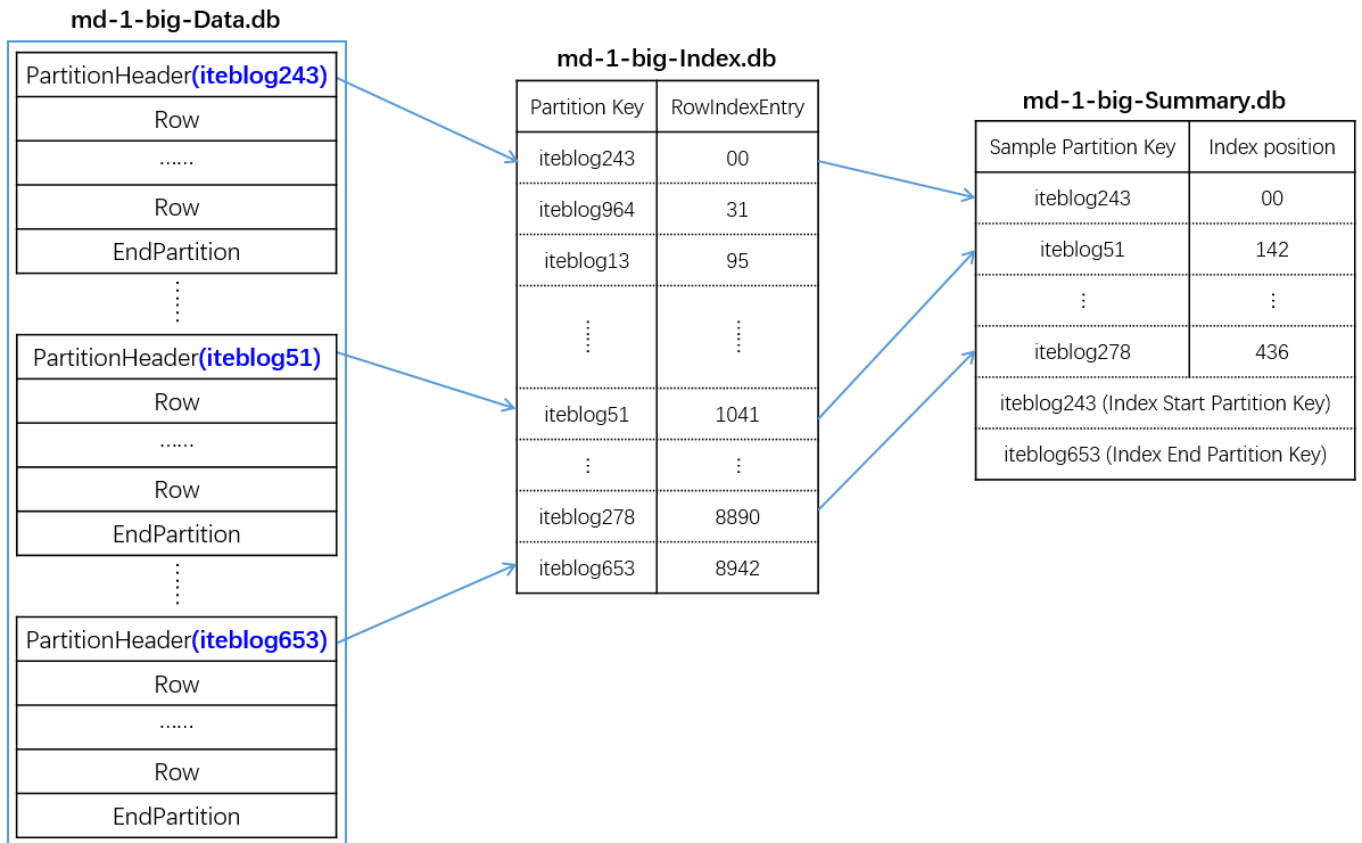 md-1-big-Data.db
PartitionHeader(iteblog243)
Row
……
Row
EndPartition
PartitionHeader(iteblog51)
Row
……
Row
EndPartition
PartitionHeader(iteblog653)
Row
……
Row
EndPartition
md-1-big-Index.db
Partition Key RowIndexEntry
iteblog243 00
iteblog964 31
iteblog13 95
iteblog51 1041
iteblog278 8890
iteblog653 8942
md-1-big-Summary.db
Sample Partition Key Index position
iteblog243 00
iteblog51 142
iteblog278 436
iteblog243 (Index Start Partition Key)
iteblog653 (Index End Partition Key)